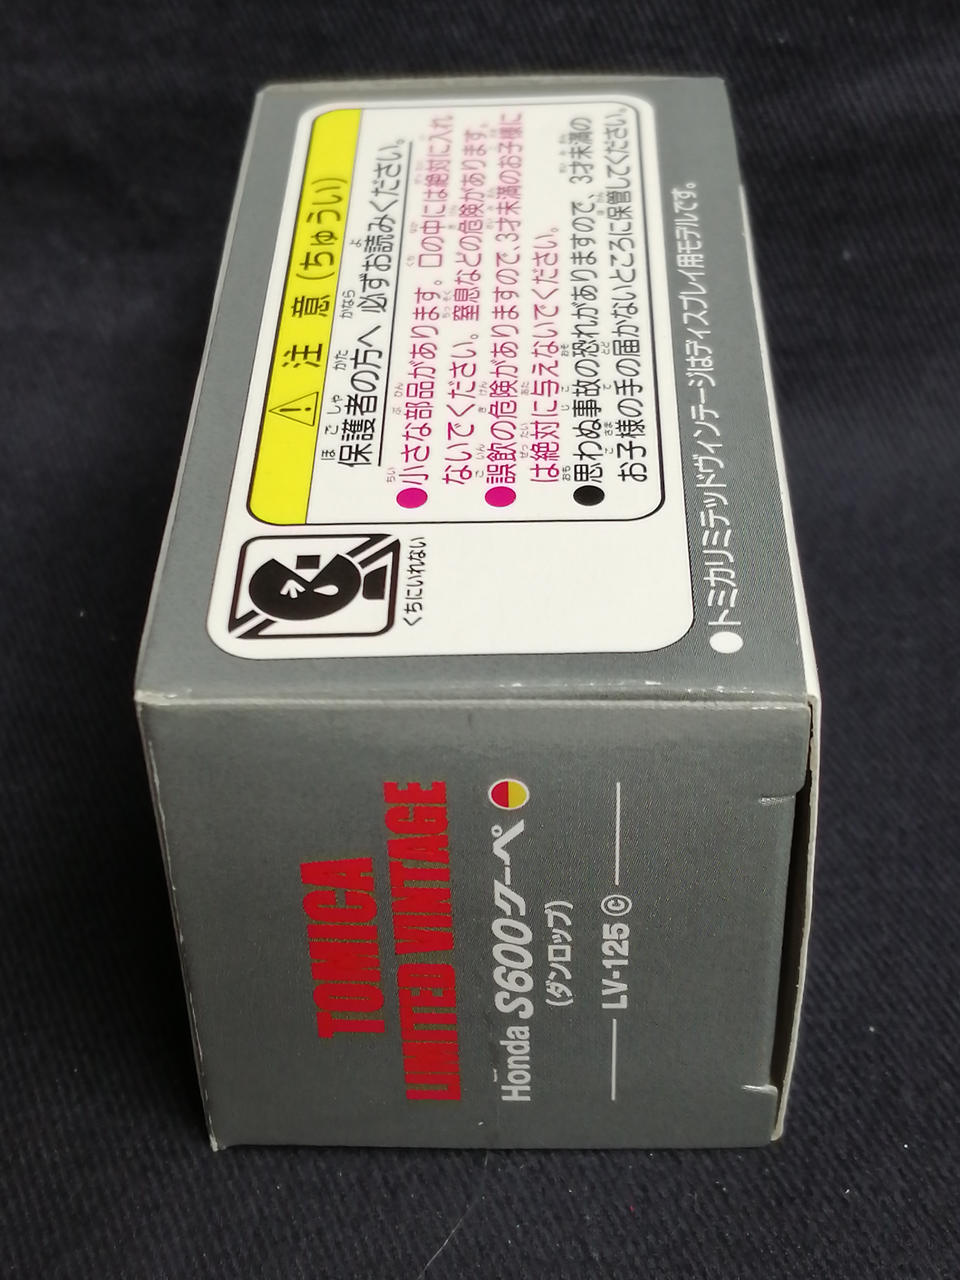 ⚠ 注意(ちゅうい)
保護者の方へ 必ずお読みください。
●小さな部品があります。口の中には絶対に入れ
ないでください。窒息などの危険があります。
●誤飲の危険がありますので、3才未満のお子様に
は絶対に与えないでください。
●思わぬ事故の恐れがありますので、3才未満の
お子様の手の届かないところに保管してください。
くちにいれない
●トミカリミテッドヴィンテージはディスプレイ用モデルです。
TOMICA
LIMITED VINTAGE
Honda S600クーペ
(ダンロップ)
LV-125 ©